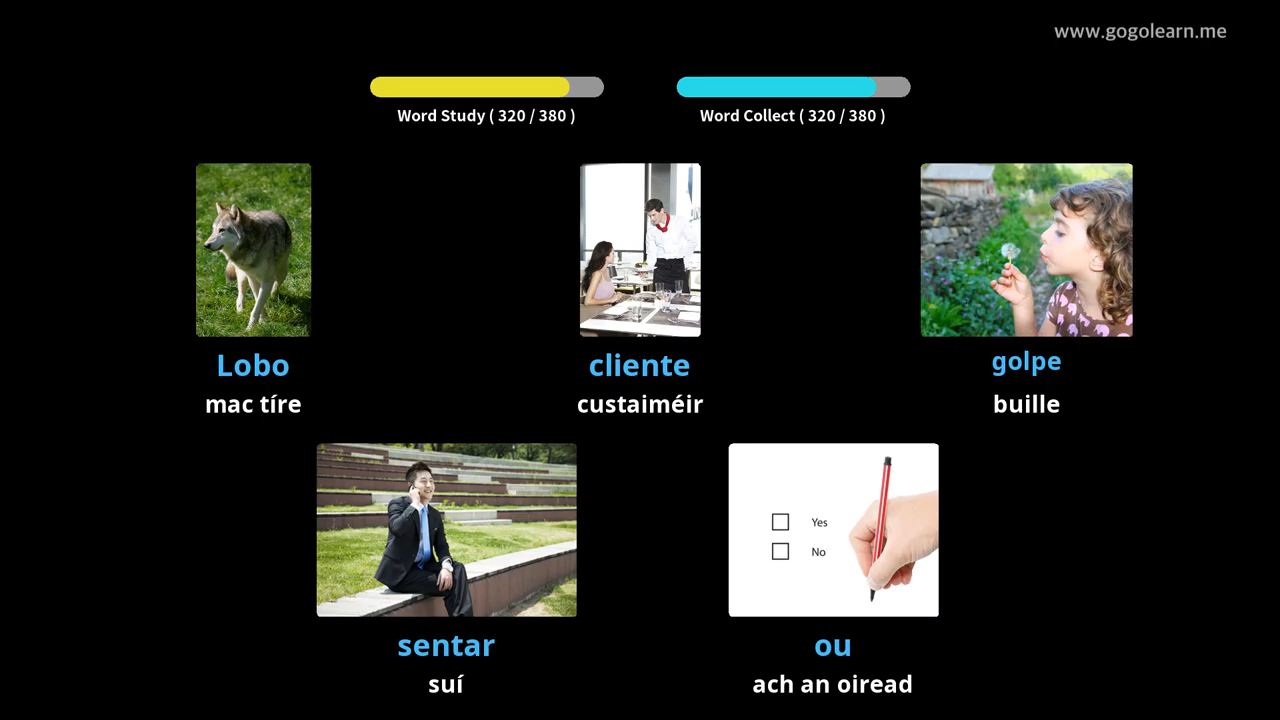 www.gogolearn.me
Word Study ( 320 / 380 )
Word Collect ( 320 / 380 )
Lobo
mac tíre
cliente
custaiméir
golpe
buille
Yes
No
sentar
suí
ou
ach an oiread